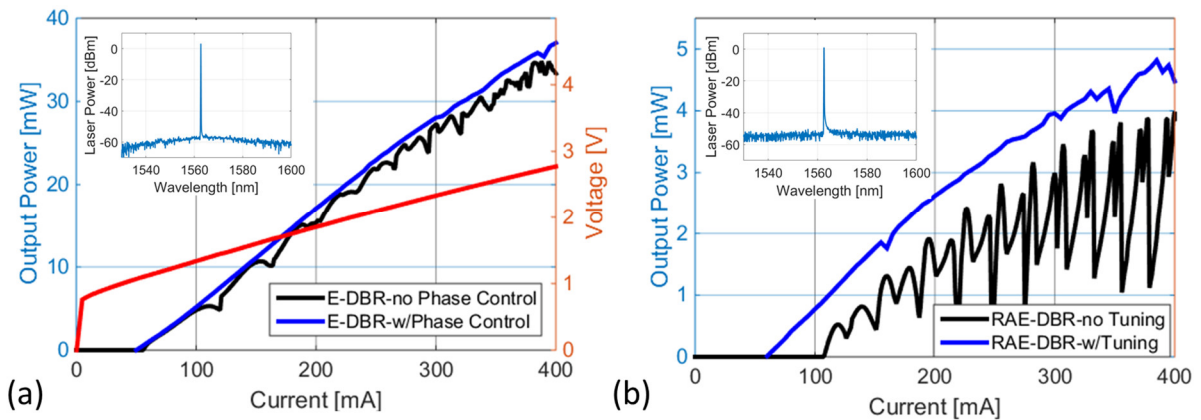 40
30
20
10
0
Output Power [mW]
0
-20
-40
-60
Laser Power [dBm]
1540
1560
1580
1600
Wavelength [nm]
4
3
2
1
0
Voltage [V]
E-DBR-no Phase Control
E-DBR-w/Phase Control
0
100
200
300
400
Current [mA]
(a)
5
4
3
2
1
0
Output Power [mW]
0
-20
-40
-60
Laser Power [dBm]
1540
1560
1580
1600
Wavelength [nm]
RAE-DBR-no Tuning
RAE-DBR-w/Tuning
0
100
200
300
400
Current [mA]
(b)